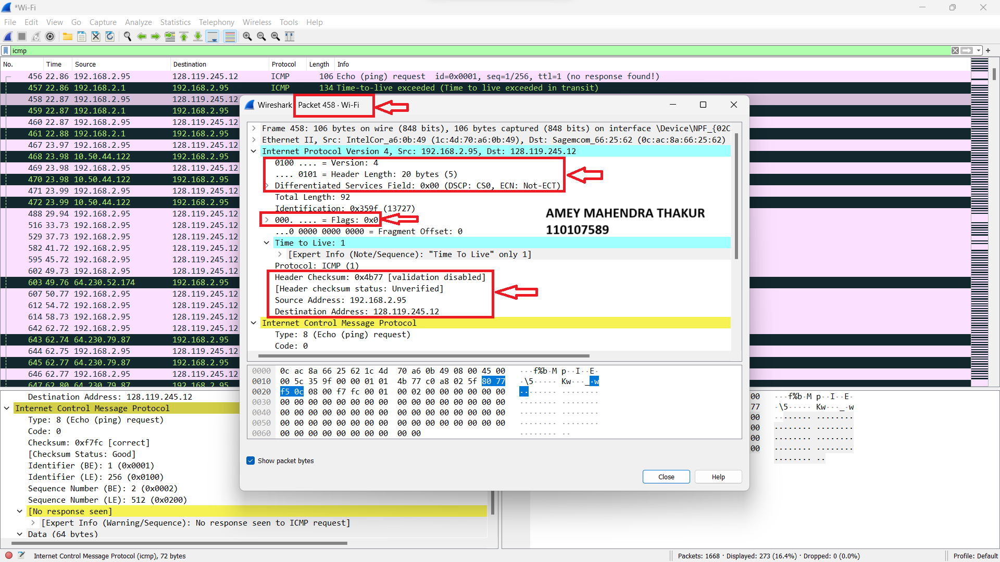 *Wi-Fi
File Edit View Go Capture Analyze Statistics Telephony Wireless Tools Help
icmp
No. Time Source Destination Protocol Length Info
456 22.86 192.168.2.95 128.119.245.12 ICMP 106 Echo (ping) request id=0x0001, seq=1/256, ttl=1 (no response found!)
457 22.86 192.168.2.1 192.168.2.95 ICMP 134 Time-to-live exceeded (Time to live exceeded in transit)
458 22.87 192.168.2.95 128.119.245.12
459 22.87 192.168.2.1 192.168.2.95
460 22.87 192.168.2.95 128.119.245.12
461 22.88 192.168.2.1 192.168.2.95
467 23.97 192.168.2.95 128.119.245.12
468 23.98 10.50.44.122 192.168.2.95
469 23.98 192.168.2.95 128.119.245.12
470 23.98 10.50.44.122 192.168.2.95
471 23.99 192.168.2.95 128.119.245.12
472 23.99 10.50.44.122 192.168.2.95
488 29.94 192.168.2.95 128.119.245.12
516 33.73 192.168.2.95 128.119.245.12
529 37.73 192.168.2.95 128.119.245.12
582 41.72 192.168.2.95 128.119.245.12
595 45.72 192.168.2.95 128.119.245.12
602 49.73 192.168.2.95 128.119.245.12
603 49.76 64.230.52.174 192.168.2.95
607 50.77 192.168.2.95 128.119.245.12
612 54.72 192.168.2.95 128.119.245.12
614 58.73 192.168.2.95 128.119.245.12
642 62.72 192.168.2.95 128.119.245.12
643 62.74 64.230.79.87 192.168.2.95
644 62.75 192.168.2.95 128.119.245.12
645 62.77 64.230.79.87 192.168.2.95
646 62.77 192.168.2.95 128.119.245.12
647 62.80 64.230.79.87 192.168.2.95
Wireshark Packet 458 · Wi-Fi
Frame 458: 106 bytes on wire (848 bits), 106 bytes captured (848 bits) on interface \Device\NPF_{02C
Ethernet II, Src: IntelCor_a6:0b:49 (1c:4d:70:a6:0b:49), Dst: Sagemcom_66:25:62 (0c:ac:8a:66:25:62)
Internet Protocol Version 4, Src: 192.168.2.95, Dst: 128.119.245.12
0100 .... = Version: 4
.... 0101 = Header Length: 20 bytes (5)
Differentiated Services Field: 0x00 (DSCP: CS0, ECN: Not-ECT)
Total Length: 92
Identification: 0x359f (13727)
000. .... = Flags: 0x0
...0 0000 0000 0000 = Fragment Offset: 0
Time to Live: 1
[Expert Info (Note/Sequence): "Time To Live" only 1]
Protocol: ICMP (1)
Header Checksum: 0x4b77 [validation disabled]
[Header checksum status: Unverified]
Source Address: 192.168.2.95
Destination Address: 128.119.245.12
Internet Control Message Protocol
Type: 8 (Echo (ping) request)
Code: 0
AMEY MAHENDRA THAKUR
110107589
0000 0c ac 8a 66 25 62 1c 4d 70 a6 0b 49 08 00 45 00 ···f%b·M p··I··E·
0010 00 5c 35 9f 00 00 01 01 4b 77 c0 a8 02 5f 80 77 ·\5····· Kw···_·w
0020 f5 0c 08 00 f7 fc 00 01 00 02 00 00 00 00 00 00 ········ ········
0030 00 00 00 00 00 00 00 00 00 00 00 00 00 00 00 00 ········ ········
0040 00 00 00 00 00 00 00 00 00 00 00 00 00 00 00 00 ········ ········
0050 00 00 00 00 00 00 00 00 00 00 00 00 00 00 00 00 ········ ········
0060 00 00 00 00 00 00 00 00 00 00 ········ ··
Show packet bytes
Close Help
Destination Address: 128.119.245.12
Internet Control Message Protocol
Type: 8 (Echo (ping) request)
Code: 0
Checksum: 0xf7fc [correct]
[Checksum Status: Good]
Identifier (BE): 1 (0x0001)
Identifier (LE): 256 (0x0100)
Sequence Number (BE): 2 (0x0002)
Sequence Number (LE): 512 (0x0200)
[No response seen]
[Expert Info (Warning/Sequence): No response seen to ICMP request]
Data (64 bytes)
00 ···f%b·M p··I··E·
77 ·\5····· Kw···_·w
00 ········ ········
00 ········ ········
00 ········ ········
00 ········ ········
········ ··
Internet Control Message Protocol (icmp), 72 bytes
Packets: 1668 · Displayed: 273 (16.4%) · Dropped: 0 (0.0%)
Profile: Default